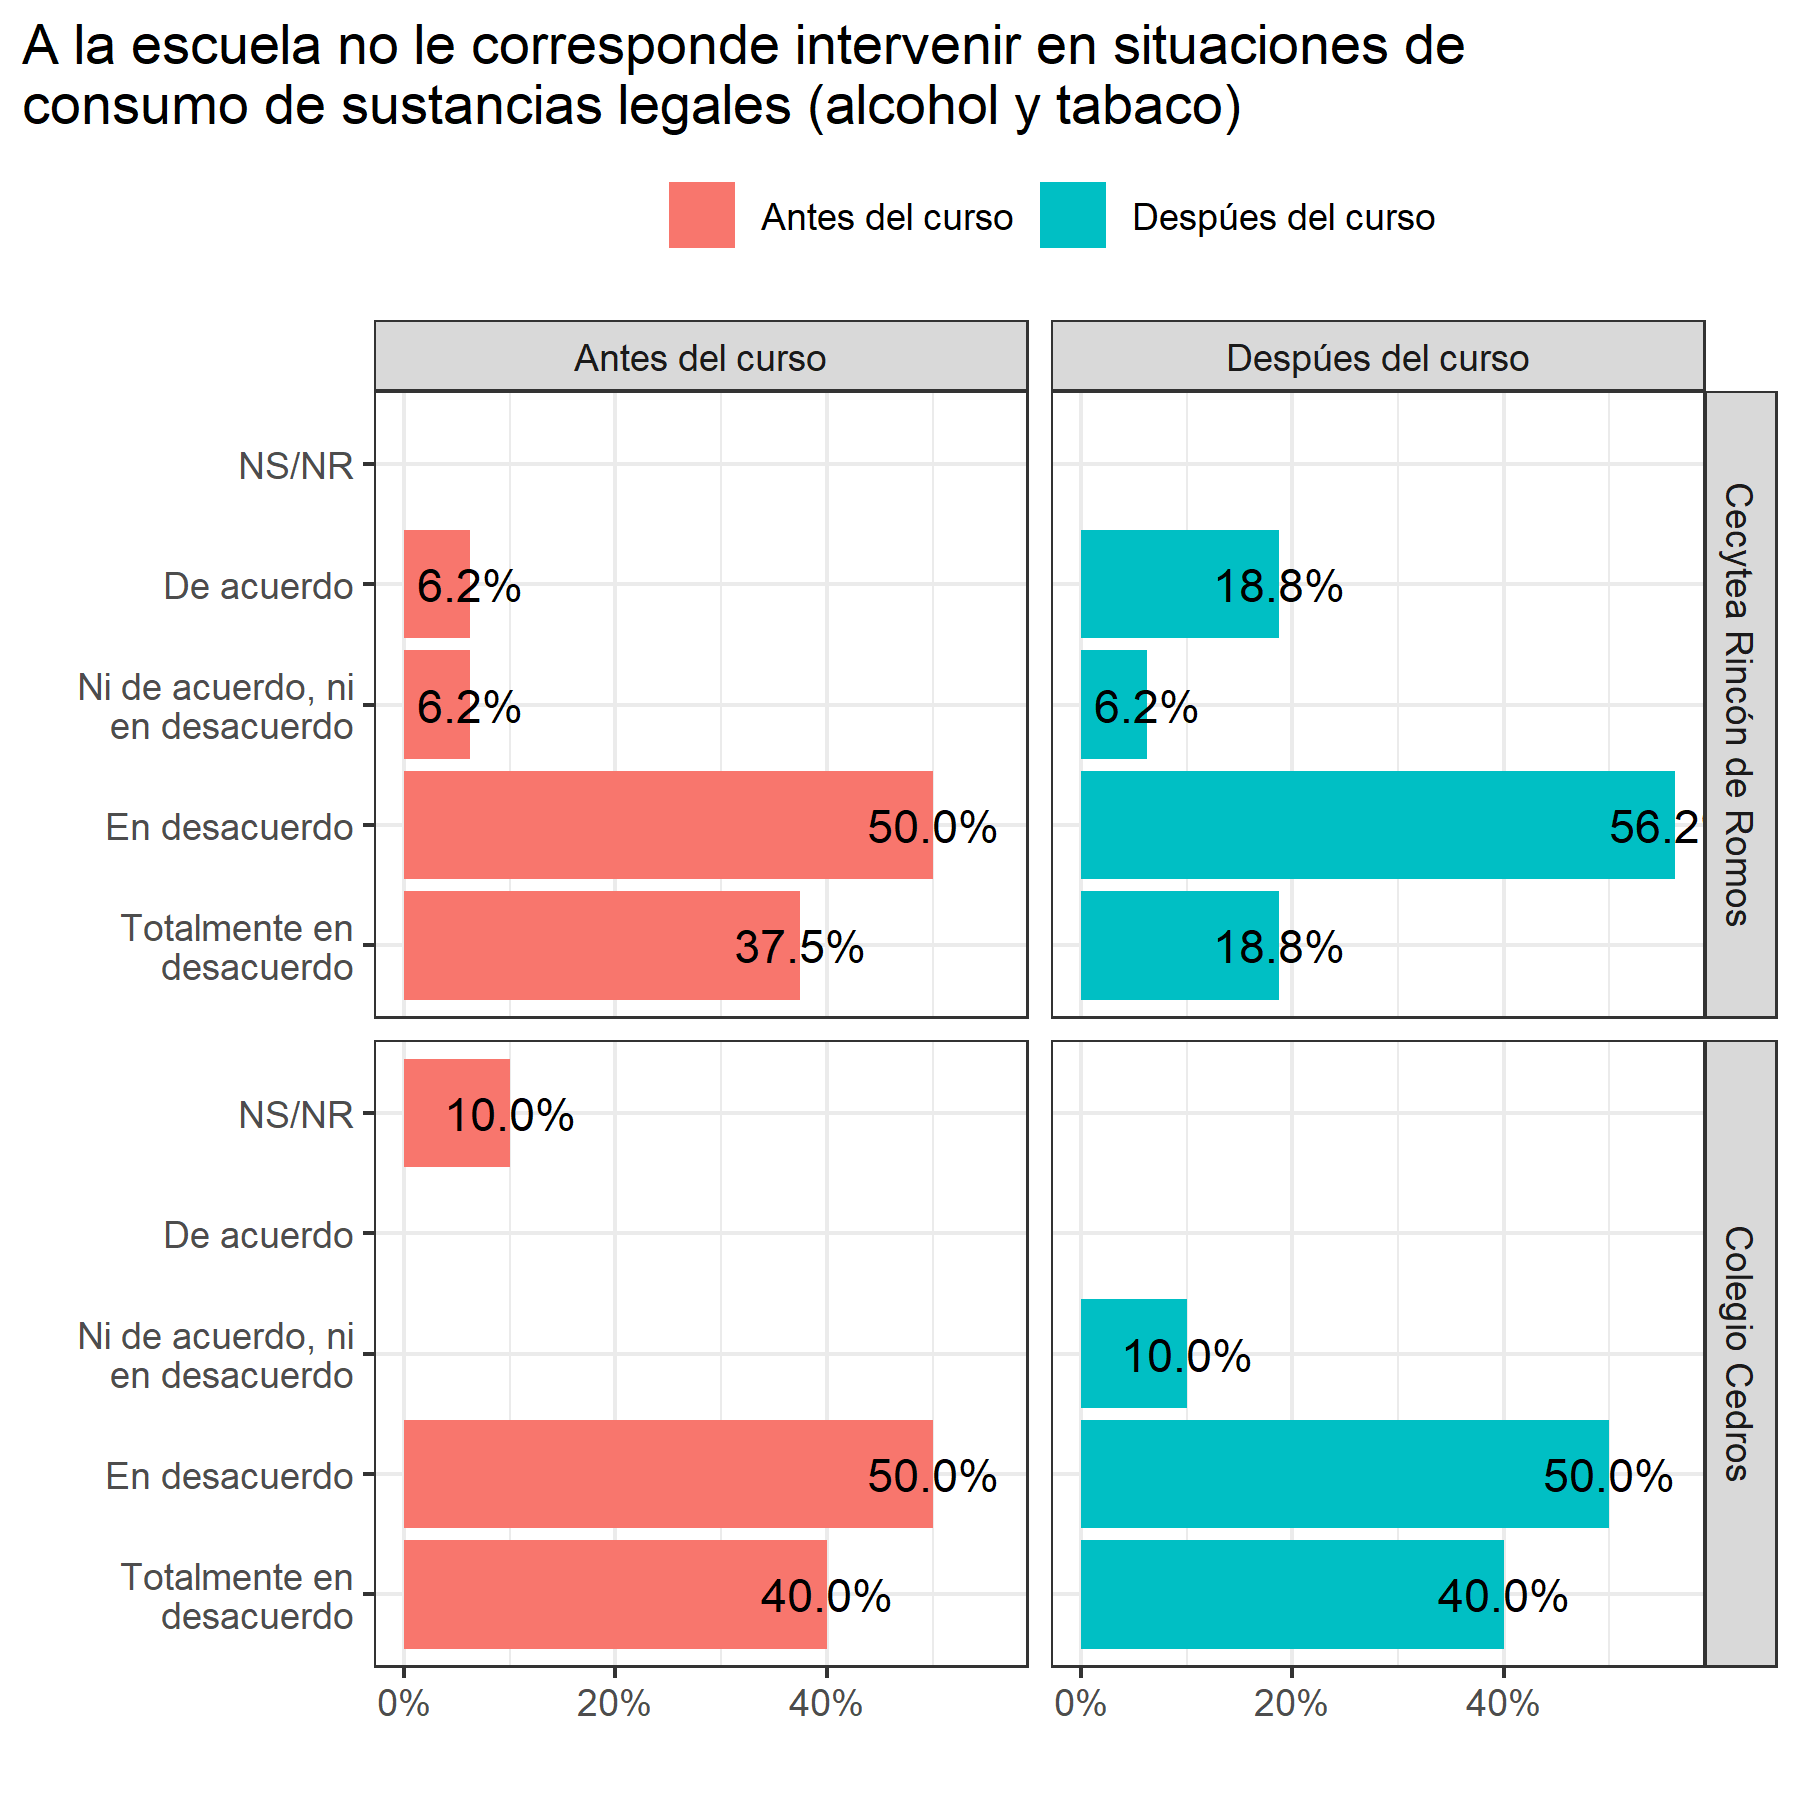 A la escuela no le corresponde intervenir en situaciones de
consumo de sustancias legales (alcohol y tabaco)
Antes del curso
Despúes del curso
Antes del curso
Despúes del curso
NS/NR
De acuerdo
6.2%
18.8%
Ni de acuerdo, ni
en desacuerdo
6.2%
6.2%
En desacuerdo
50.0%
56.2
Totalmente en
desacuerdo
37.5%
18.8%
Cecytea Rincón de Romos
NS/NR
10.0%
De acuerdo
Ni de acuerdo, ni
en desacuerdo
10.0%
En desacuerdo
50.0%
50.0%
Totalmente en
desacuerdo
40.0%
40.0%
Colegio Cedros
0%
20%
40%
0%
20%
40%